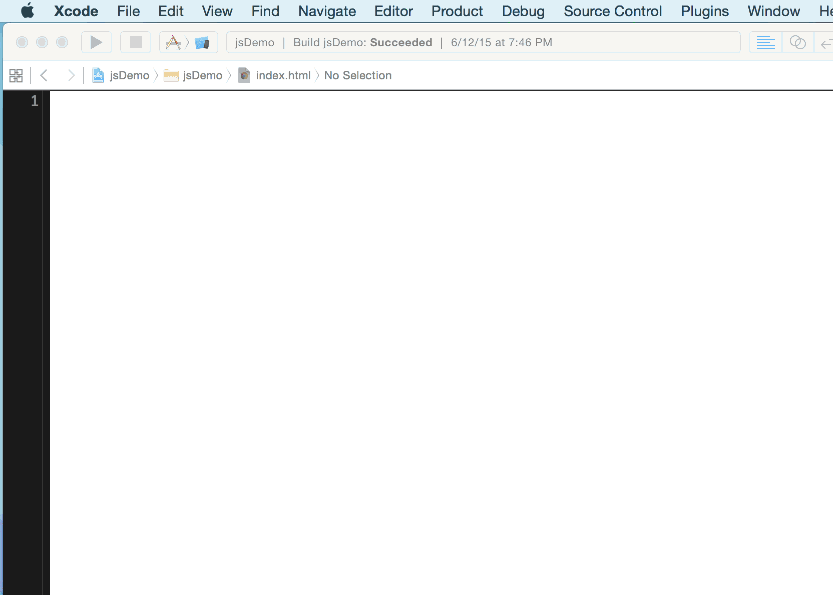 Xcode File Edit View Find Navigate Editor Product Debug Source Control Plugins Window He
jsDemo | Build jsDemo: Succeeded | 6/12/15 at 7:46 PM
jsDemo 〉 jsDemo 〉 index.html 〉 No Selection
1